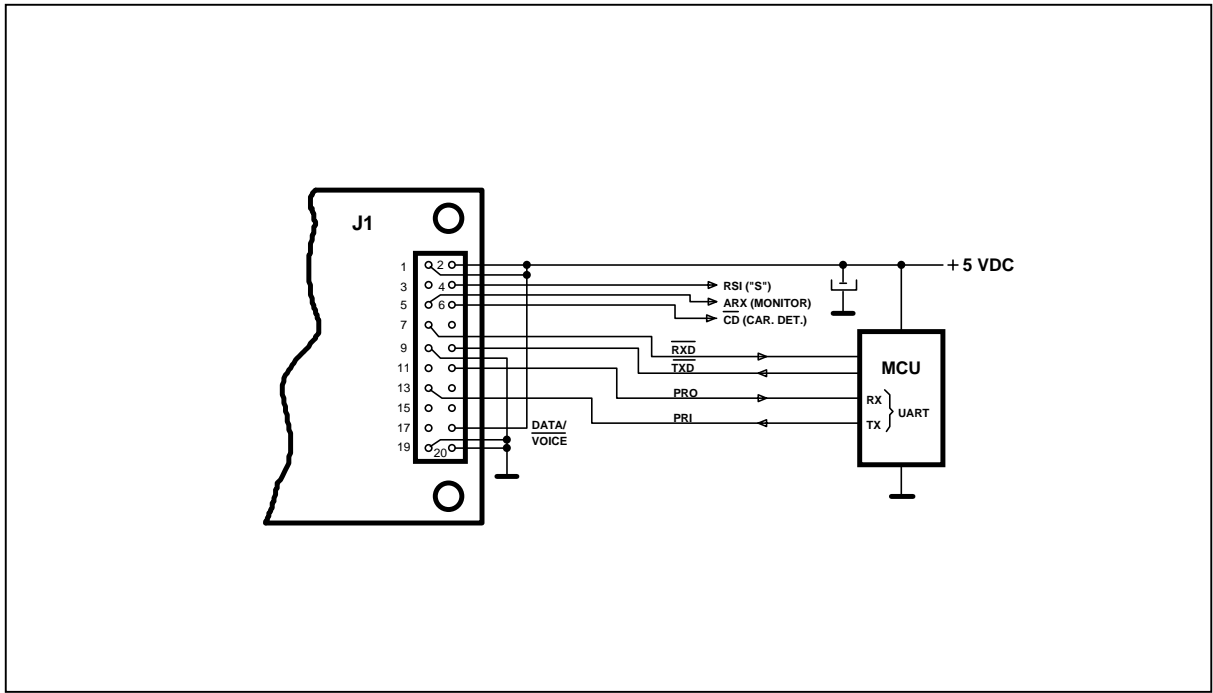 J1
1 2
+ 5 VDC
3 4
RSI ("S")
5 6
ARX (MONITOR)
CD (CAR. DET.)
7
9
RXD
MCU
11
TXD
13
PRO
RX
UART
15
PRI
TX
17
DATA/
VOICE
19 20